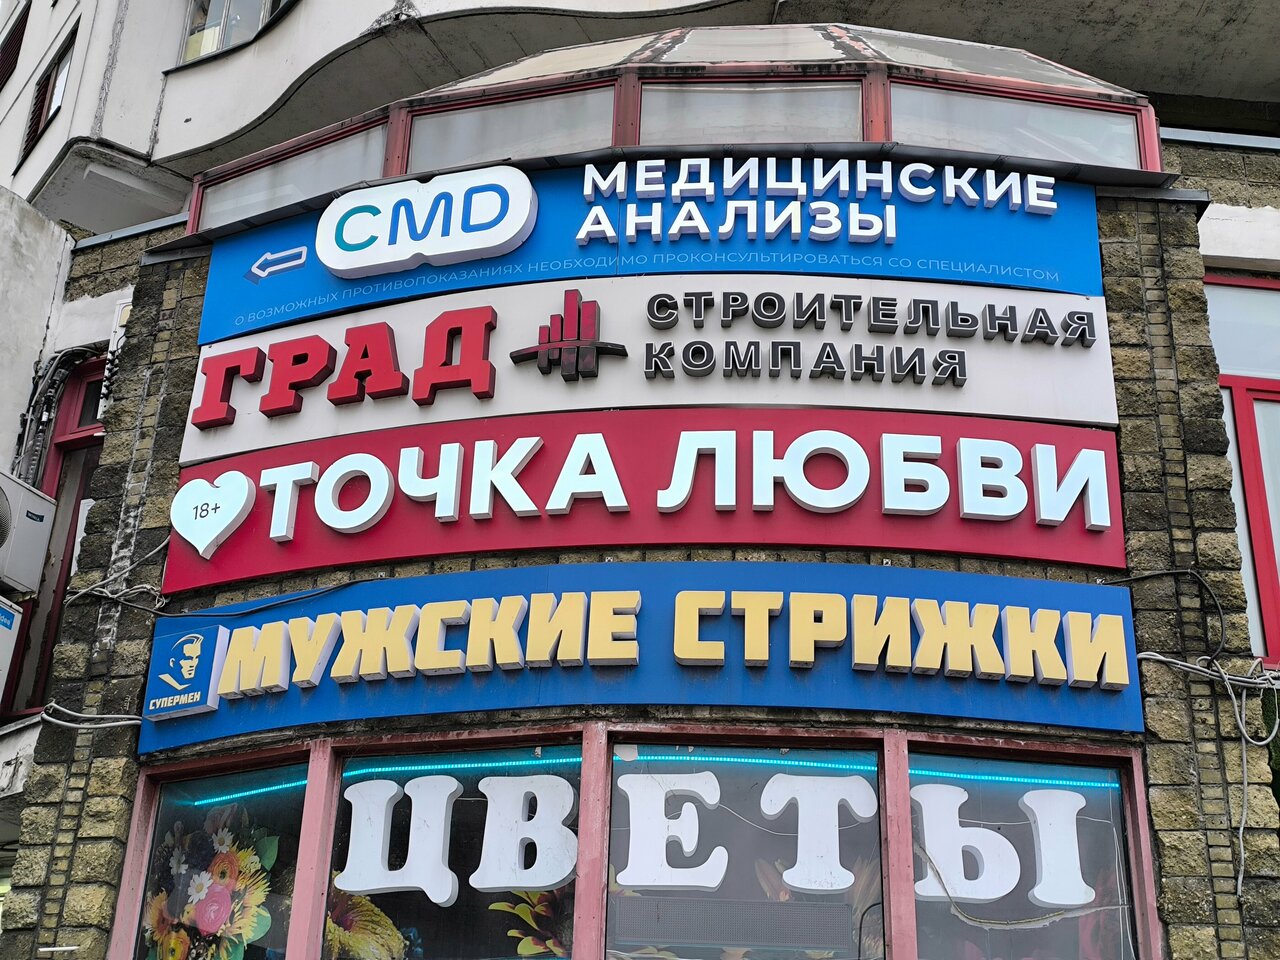 CMD
МЕДИЦИНСКИЕ
АНАЛИЗЫ
О ВОЗМОЖНЫХ ПРОТИВОПОКАЗАНИЯХ НЕОБХОДИМО ПРОКОНСУЛЬТИРОВАТЬСЯ СО СПЕЦИАЛИСТОМ
ГРАД
СТРОИТЕЛЬНАЯ
КОМПАНИЯ
18+
ТОЧКА ЛЮБВИ
СУПЕРМЕН
МУЖСКИЕ СТРИЖКИ
ЦВЕТЫ